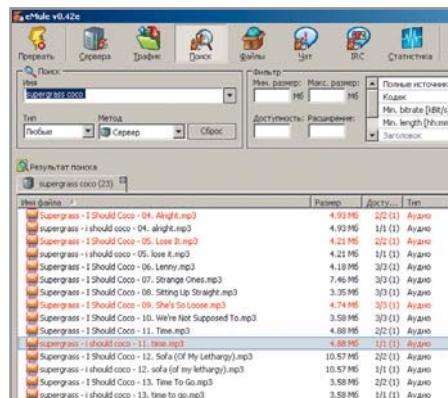 eMule v0.42e
Прервать Сервера Трафик Поиск Файлы Чат IRC Статистика
Поиск
Имя
supergrass coco
Тип Метод
Любые Сервер Сброс
Фильтр
Мин. размер: Макс. размер:
Мб Мб
Доступность: Расширение:
Полные источник
Кодек
Min. bitrate [kBit/s
Min. length [hh:mm
Заголовок
Результат поиска
supergrass coco (23)
Имя файла Размер Досту... Тип
Supergrass - I Should Coco - 04. Alright.mp3 4.93 Мб 2/2 (1) Аудио
supergrass - i should coco - 04. alright.mp3 4.93 Мб 1/1 (1) Аудио
Supergrass - I Should Coco - 05. Lose It.mp3 4.21 Мб 2/2 (1) Аудио
supergrass - i should coco - 05. lose it.mp3 4.21 Мб 1/1 (1) Аудио
Supergrass - I Should Coco - 06. Lenny.mp3 4.18 Мб 3/3 (1) Аудио
Supergrass - I Should Coco - 07. Strange Ones.mp3 7.46 Мб 3/3 (1) Аудио
Supergrass - I Should Coco - 08. Sitting Up Straight.mp3 3.35 Мб 3/3 (1) Аудио
Supergrass - I Should Coco - 09. She's So Loose.mp3 4.74 Мб 3/3 (1) Аудио
Supergrass - I Should Coco - 10. We're Not Supposed To.mp3 3.58 Мб 3/3 (1) Аудио
Supergrass - I Should Coco - 11. Time.mp3 4.88 Мб 2/2 (1) Аудио
supergrass - i should coco - 11. time.mp3 4.88 Мб 1/1 (1) Аудио
Supergrass - I Should Coco - 12. Sofa (Of My Lethargy).mp3 10.57 Мб 2/2 (1) Аудио
supergrass - i should coco - 12. sofa (of my lethargy).mp3 10.57 Мб 1/1 (1) Аудио
Supergrass - I Should Coco - 13. Time To Go.mp3 3.58 Мб 2/2 (1) Аудио
supergrass - i should coco - 13. time to go.mp3 3.58 Мб 1/1 (1) Аудио